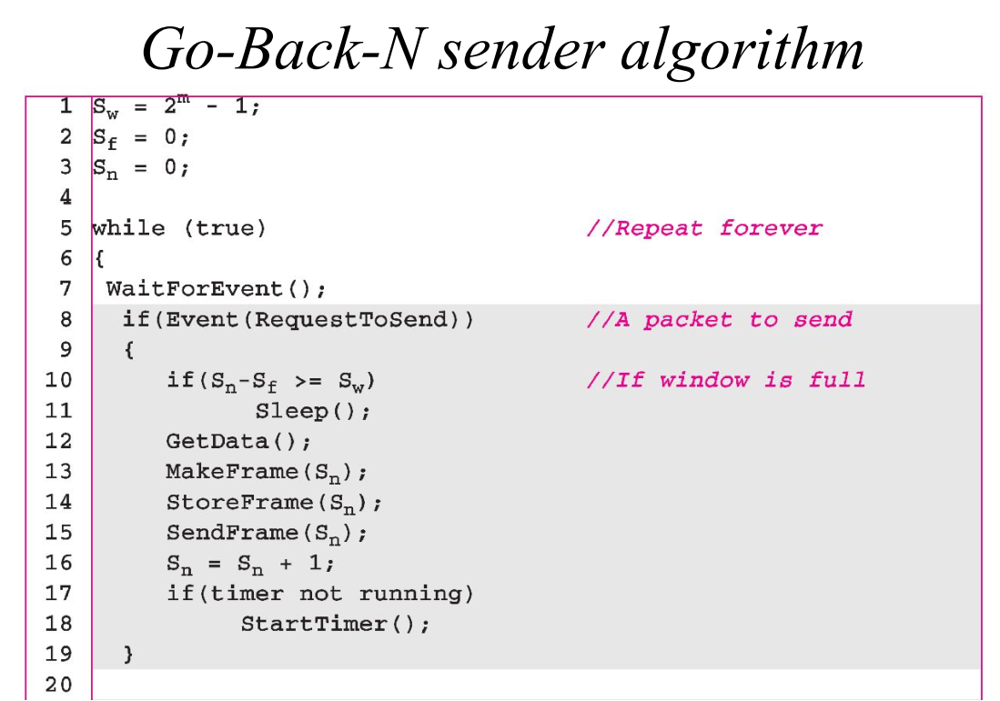 Go-Back-N sender algorithm
1 Sw = 2^m - 1;
2 Sf = 0;
3 Sn = 0;
4
5 while (true) //Repeat forever
6 {
7 WaitForEvent();
8 if(Event(RequestToSend)) //A packet to send
9 {
10 if(Sn-Sf >= Sw) //If window is full
11 Sleep();
12 GetData();
13 MakeFrame(Sn);
14 StoreFrame(Sn);
15 SendFrame(Sn);
16 Sn = Sn + 1;
17 if(timer not running)
18 StartTimer();
19 }
20